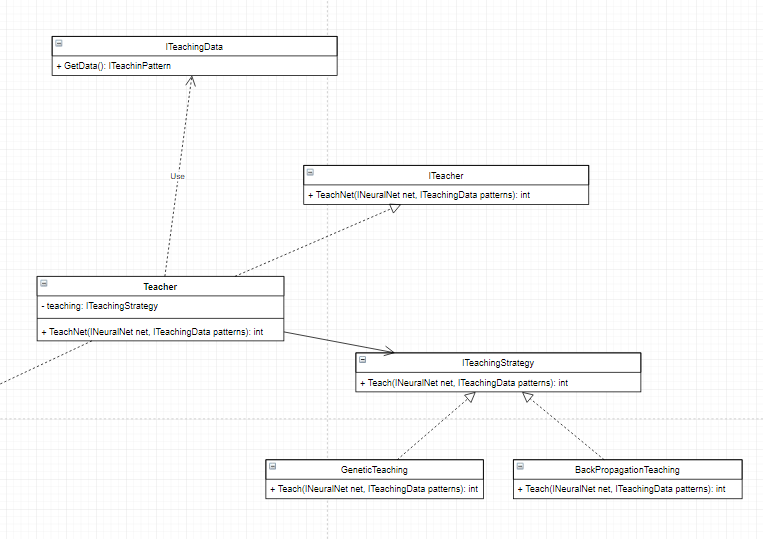 ITeachingData
+ GetData(): ITeachinPattern
Use
ITeacher
+ TeachNet(INeuralNet net, ITeachingData patterns): int
Teacher
- teaching: ITeachingStrategy
+ TeachNet(INeuralNet net, ITeachingData patterns): int
ITeachingStrategy
+ Teach(INeuralNet net, ITeachingData patterns): int
GeneticTeaching
+ Teach(INeuralNet net, ITeachingData patterns): int
BackPropagationTeaching
+ Teach(INeuralNet net, ITeachingData patterns): int